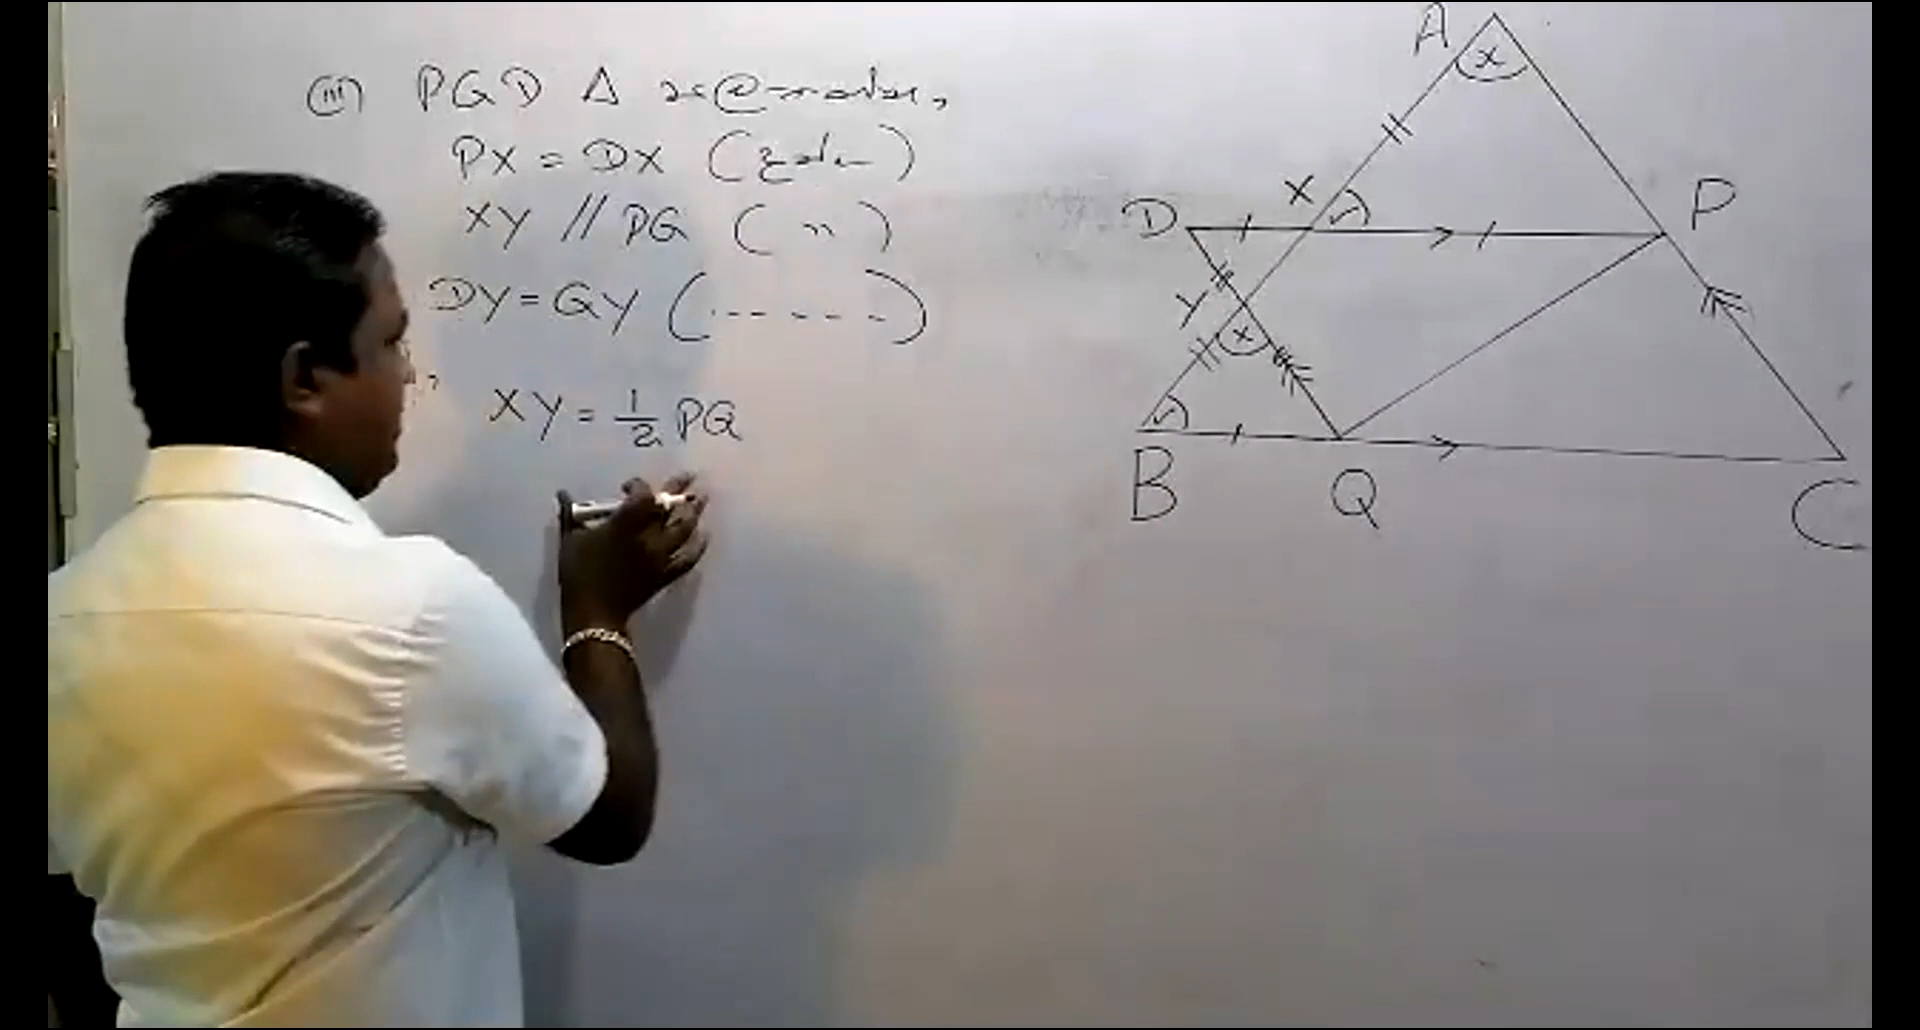 (iii) PQD Δ
PX = DX
XY // PQ ( " )
DY = QY (.......)
XY = 1/2 PQ
A
x
X
D
P
Y
x
B
Q
C